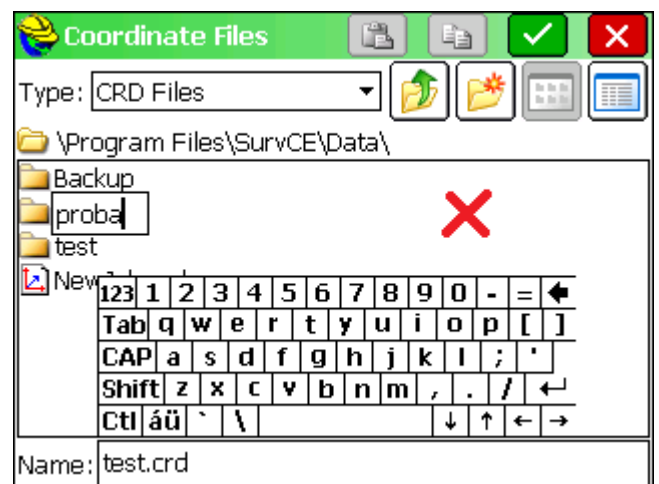 Coordinate Files
Type: CRD Files
\Program Files\SurvCE\Data\
Backup
proba
test
New
123 1 2 3 4 5 6 7 8 9 0 - =
Tab q w e r t y u i o p [ ]
CAP a s d f g h j k l ; '
Shift z x c v b n m , . /
Ctl áü ` \ ↓ ↑ ← →
Name: test.crd